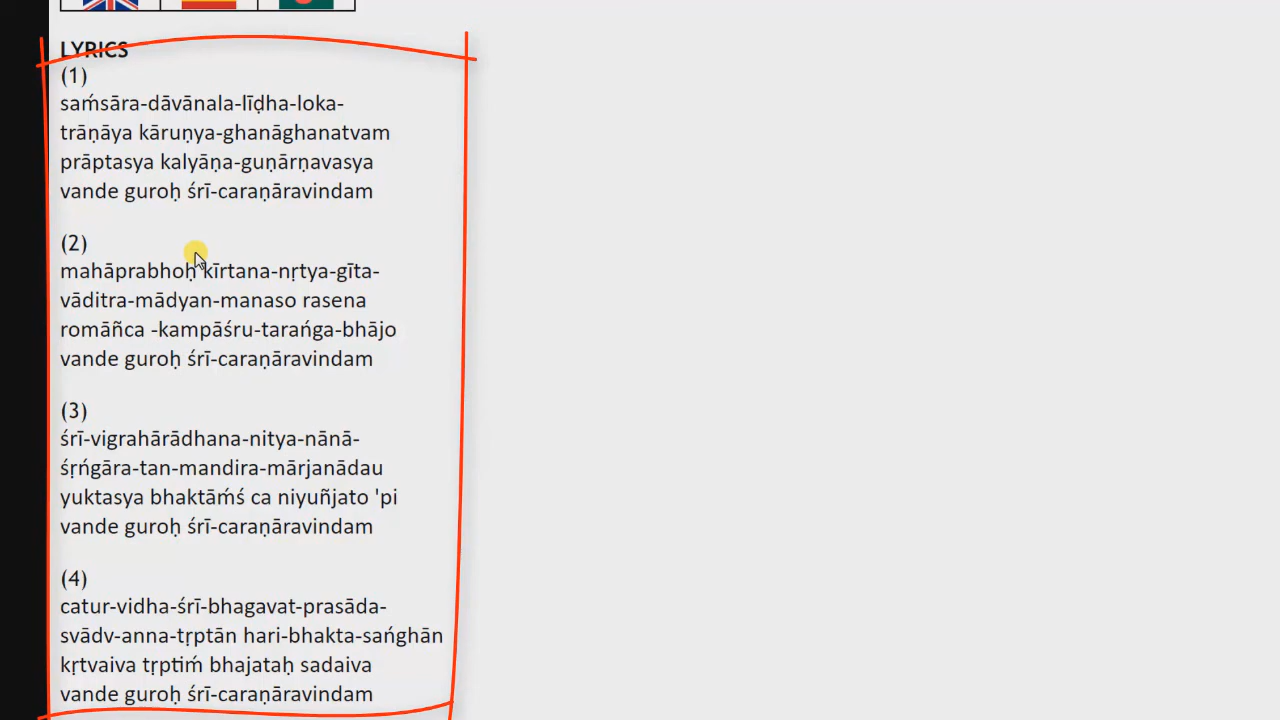 LYRICS
(1)
saḿsāra-dāvānala-līḍha-loka-
trāṇāya kāruṇya-ghanāghanatvam
prāptasya kalyāṇa-guṇārṇavasya
vande guroḥ śrī-caraṇāravindam
(2)
mahāprabhoḥ kīrtana-nṛtya-gīta-
vāditra-mādyan-manaso rasena
romāñca -kampāśru-tarańga-bhājo
vande guroḥ śrī-caraṇāravindam
(3)
śrī-vigrahārādhana-nitya-nānā-
śṛńgāra-tan-mandira-mārjanādau
yuktasya bhaktāḿś ca niyuñjato 'pi
vande guroḥ śrī-caraṇāravindam
(4)
catur-vidha-śrī-bhagavat-prasāda-
svādv-anna-tṛptān hari-bhakta-sańghān
kṛtvaiva tṛptiḿ bhajataḥ sadaiva
vande guroḥ śrī-caraṇāravindam